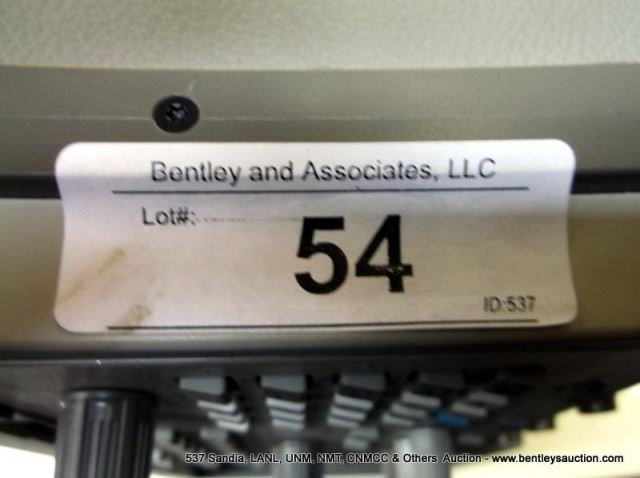 Bentley and Associates, LLC
Lot#:
54
ID:537
537 Sandia, LANL, UNM, NMT, CNMCC & Others Auction - www.bentleysauction.com